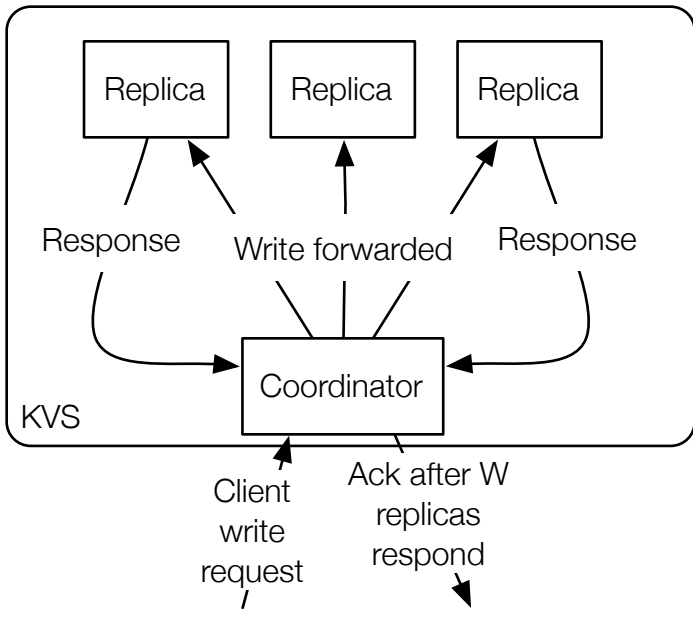 Replica
Replica
Replica
Response
Write forwarded
Response
Coordinator
KVS
Client
write
request
Ack after W
replicas
respond